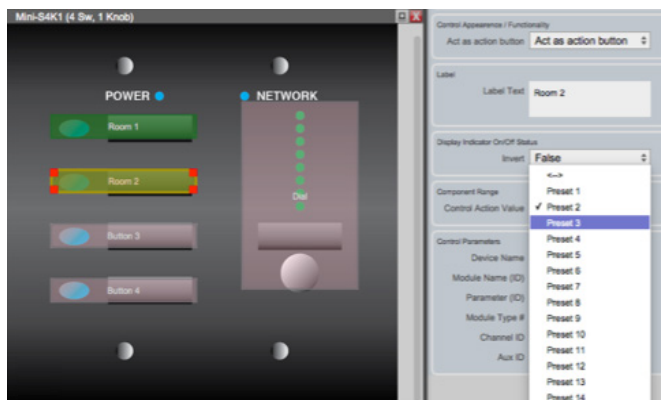 Mini-S4K1 (4 Sw, 1 Knob)
POWER
NETWORK
Room 1
Room 2
Dial
Button 3
Button 4
Control Appearence / Functionality
Act as action button
Act as action button
Label
Label Text
Room 2
Display Indicator On/Off Status
Invert
False
<-->
Component Range
Control Action Value
Preset 1
✓ Preset 2
Preset 3
Preset 4
Preset 5
Preset 6
Preset 7
Preset 8
Preset 9
Preset 10
Preset 11
Preset 12
Preset 13
Preset 14
Control Parameters
Device Name
Module Name (ID)
Parameter (ID)
Module Type #
Channel ID
Aux ID